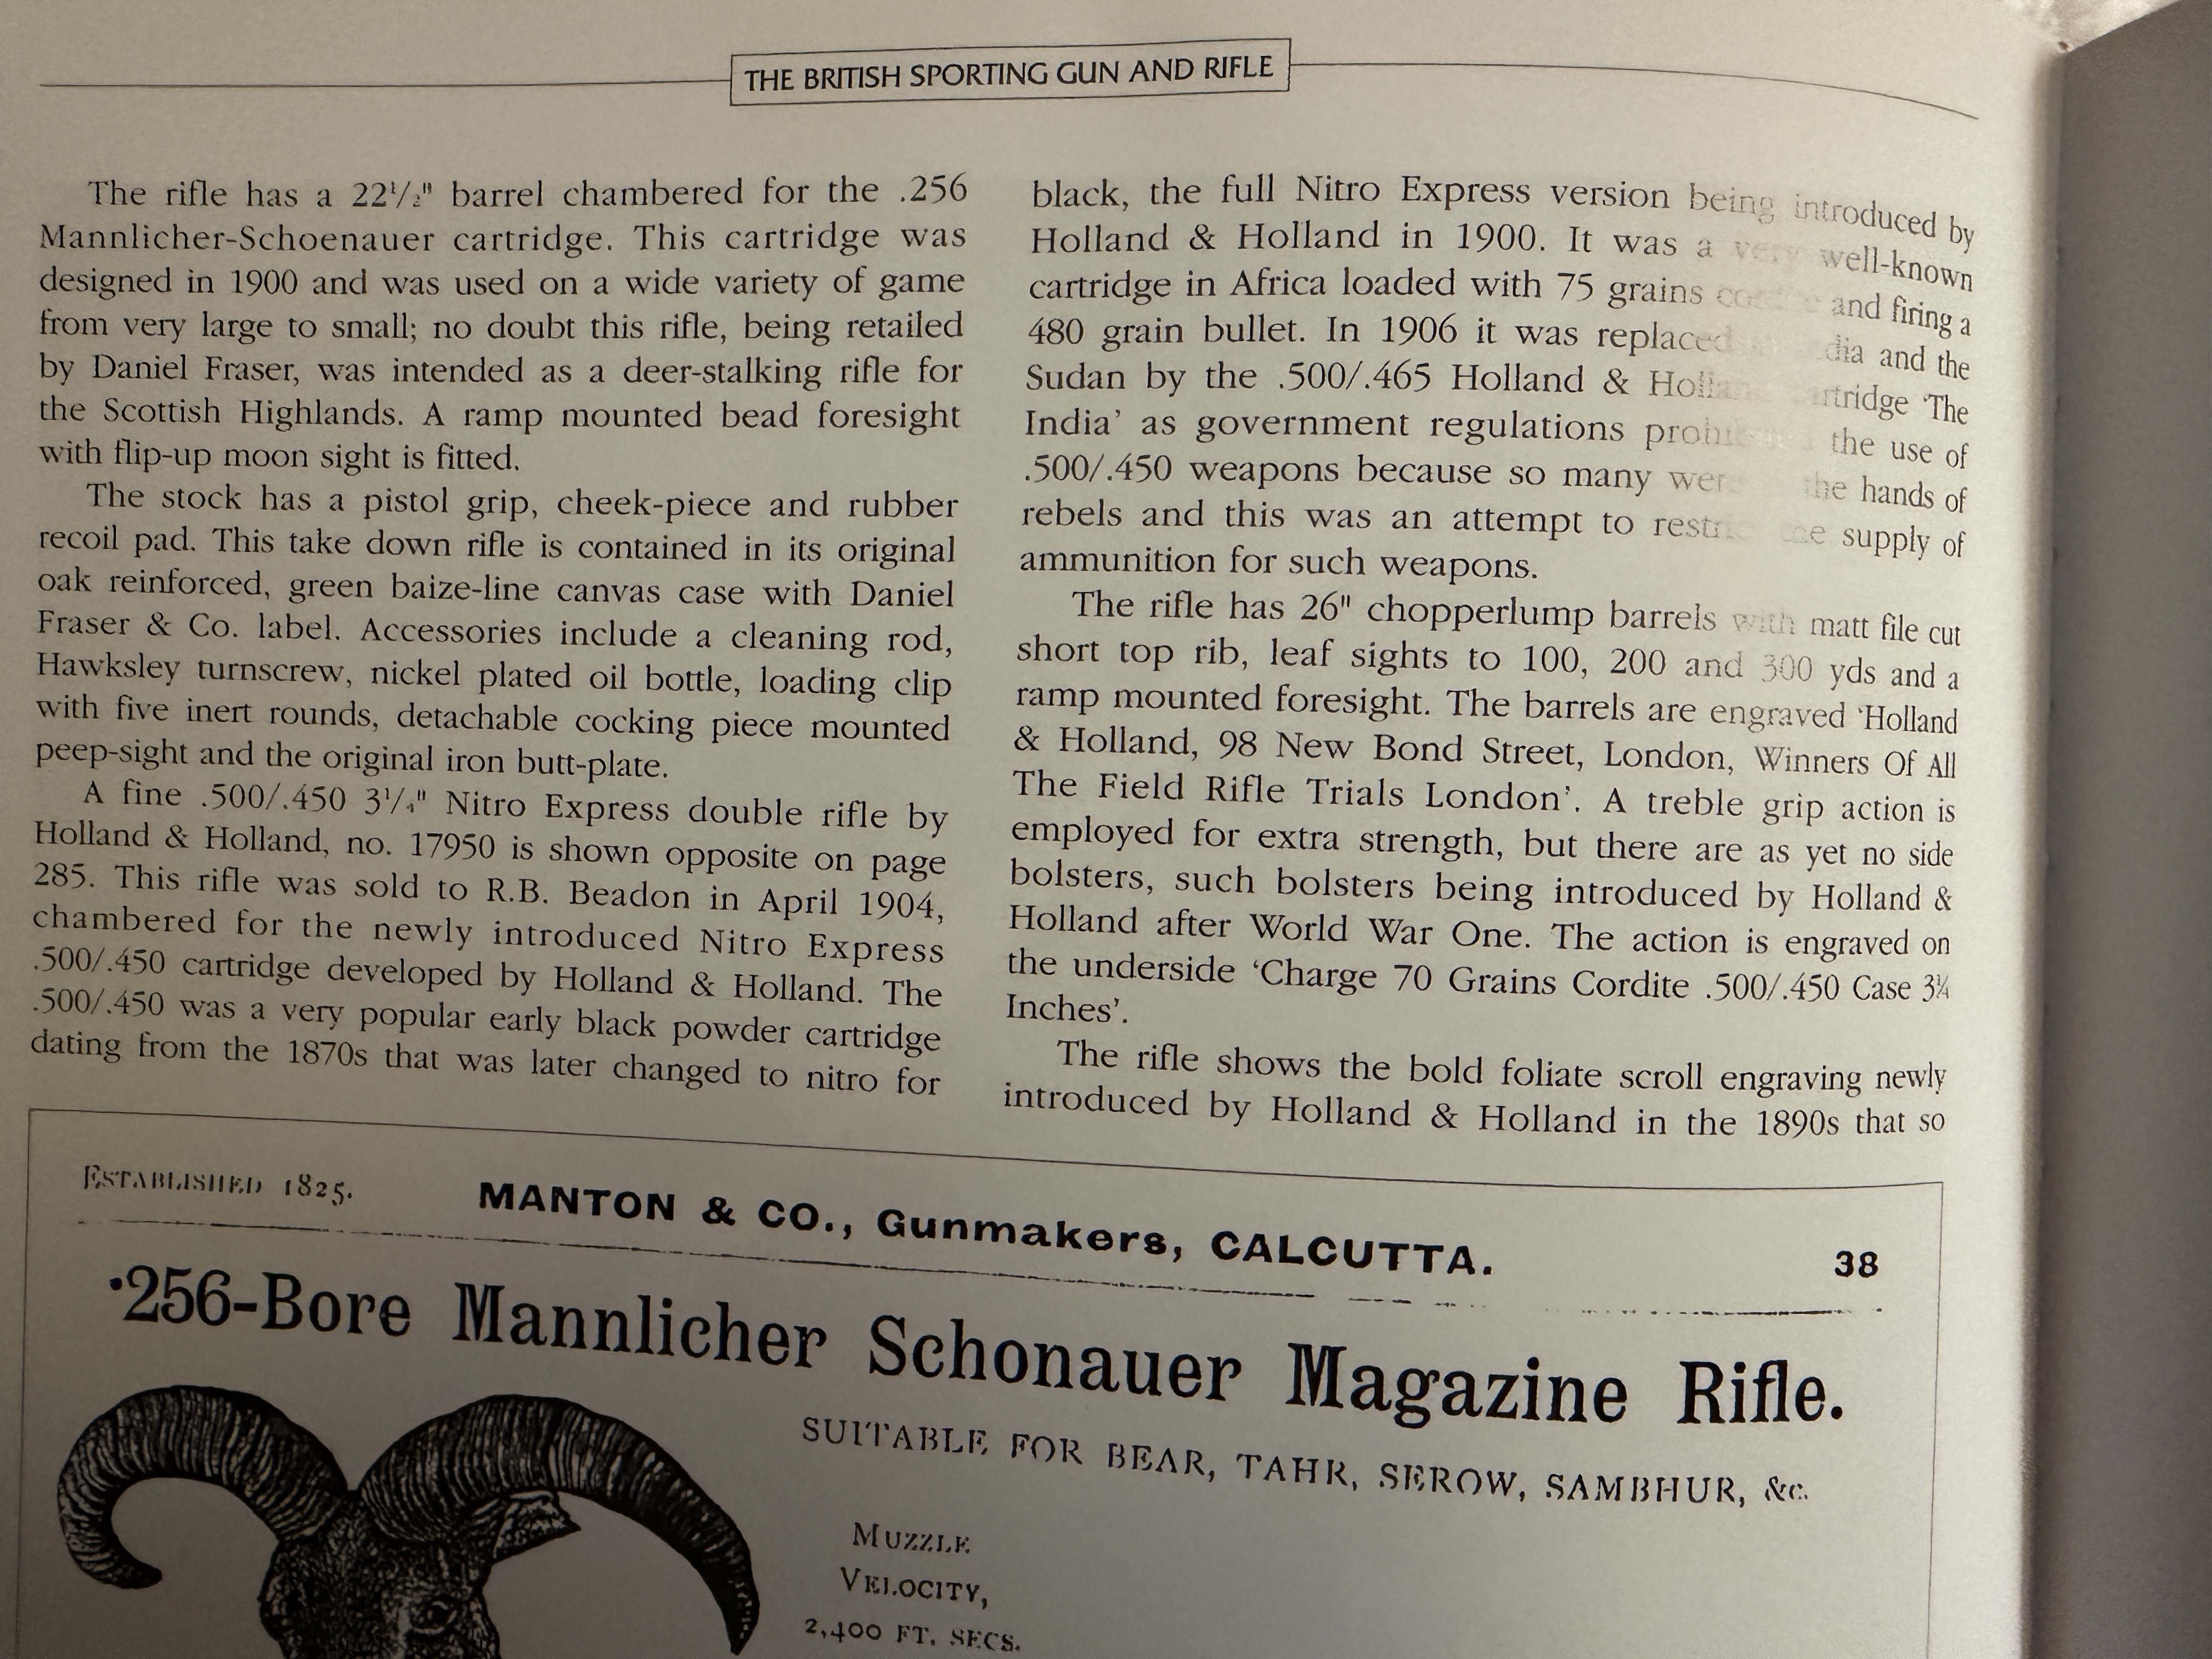 THE BRITISH SPORTING GUN AND RIFLE
The rifle has a 22½" barrel chambered for the .256
Mannlicher-Schoenauer cartridge. This cartridge was
designed in 1900 and was used on a wide variety of game
from very large to small; no doubt this rifle, being retailed
by Daniel Fraser, was intended as a deer-stalking rifle for
the Scottish Highlands. A ramp mounted bead foresight
with flip-up moon sight is fitted.
The stock has a pistol grip, cheek-piece and rubber
recoil pad. This take down rifle is contained in its original
oak reinforced, green baize-line canvas case with Daniel
Fraser & Co. label. Accessories include a cleaning rod,
Hawksley turnscrew, nickel plated oil bottle, loading clip
with five inert rounds, detachable cocking piece mounted
peep-sight and the original iron butt-plate.
A fine .500/.450 3¼" Nitro Express double rifle by
Holland & Holland, no. 17950 is shown opposite on page
285. This rifle was sold to R.B. Beadon in April 1904,
chambered for the newly introduced Nitro Express
.500/.450 cartridge developed by Holland & Holland. The
.500/.450 was a very popular early black powder cartridge
dating from the 1870s that was later changed to nitro for
black, the full Nitro Express version being introduced by
Holland & Holland in 1900. It was a very well-known
cartridge in Africa loaded with 75 grains and firing a
480 grain bullet. In 1906 it was replaced and the
Sudan by the .500/.465 Holland & Holland cartridge 'The
India' as government regulations the use of
.500/.450 weapons because so many were the hands of
rebels and this was an attempt to restrict the supply of
ammunition for such weapons.
The rifle has 26" chopperlump barrels with matt file cut
short top rib, leaf sights to 100, 200 and 300 yds and a
ramp mounted foresight. The barrels are engraved 'Holland
& Holland, 98 New Bond Street, London, Winners Of All
The Field Rifle Trials London'. A treble grip action is
employed for extra strength, but there are as yet no side
bolsters, such bolsters being introduced by Holland &
Holland after World War One. The action is engraved on
the underside 'Charge 70 Grains Cordite .500/.450 Case 3¼
Inches'.
The rifle shows the bold foliate scroll engraving newly
introduced by Holland & Holland in the 1890s that so
ESTABLISHED 1825.
MANTON & CO., Gunmakers, CALCUTTA.
38
·256-Bore Mannlicher Schonauer Magazine Rifle.
SUITABLE FOR BEAR, TAHR, SEROW, SAMBHUR, &c.
MUZZLE
VELOCITY,
2,400 FT. SECS.